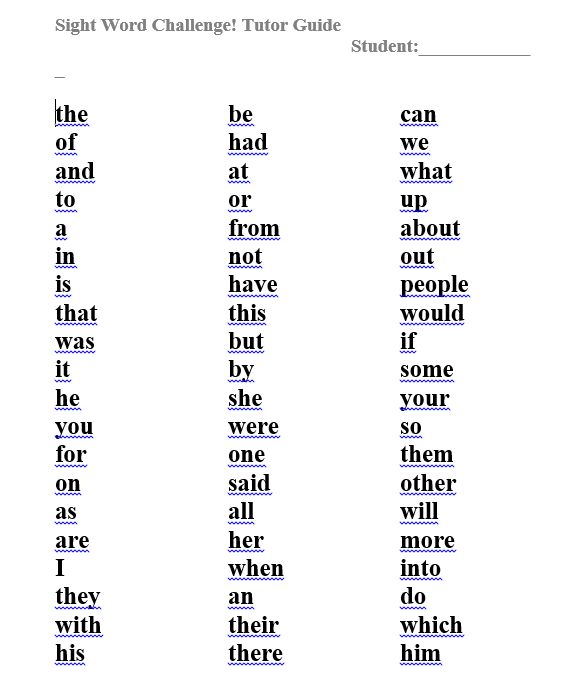 Sight Word Challenge! Tutor Guide
Student:____________
_
the be can
of had we
and at what
to or up
a from about
in not out
is have people
that this would
was but if
it by some
he she your
you were so
for one them
on said other
as all will
are her more
I when into
they an do
with their which
his there him